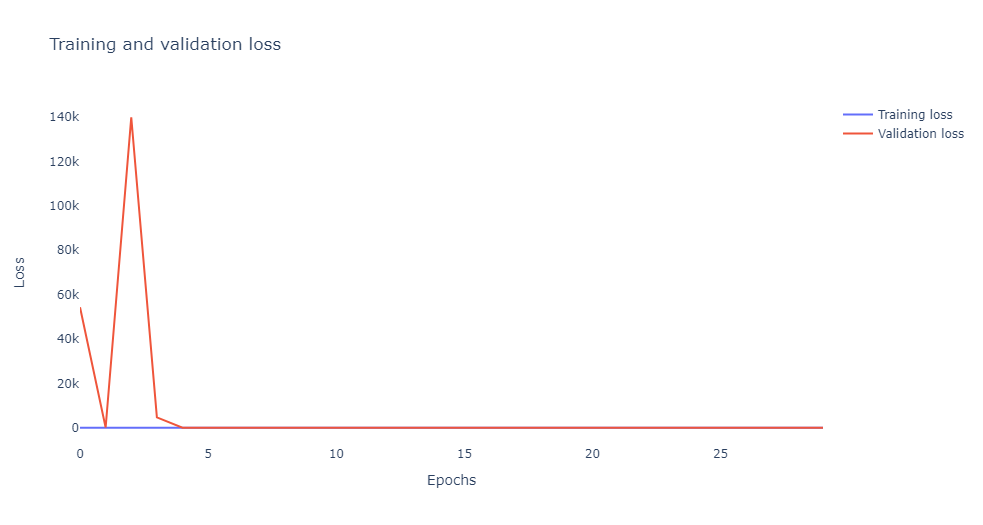 Training and validation loss
Training loss
Validation loss
140k
120k
100k
80k
60k
40k
20k
0
Loss
0 5 10 15 20 25
Epochs